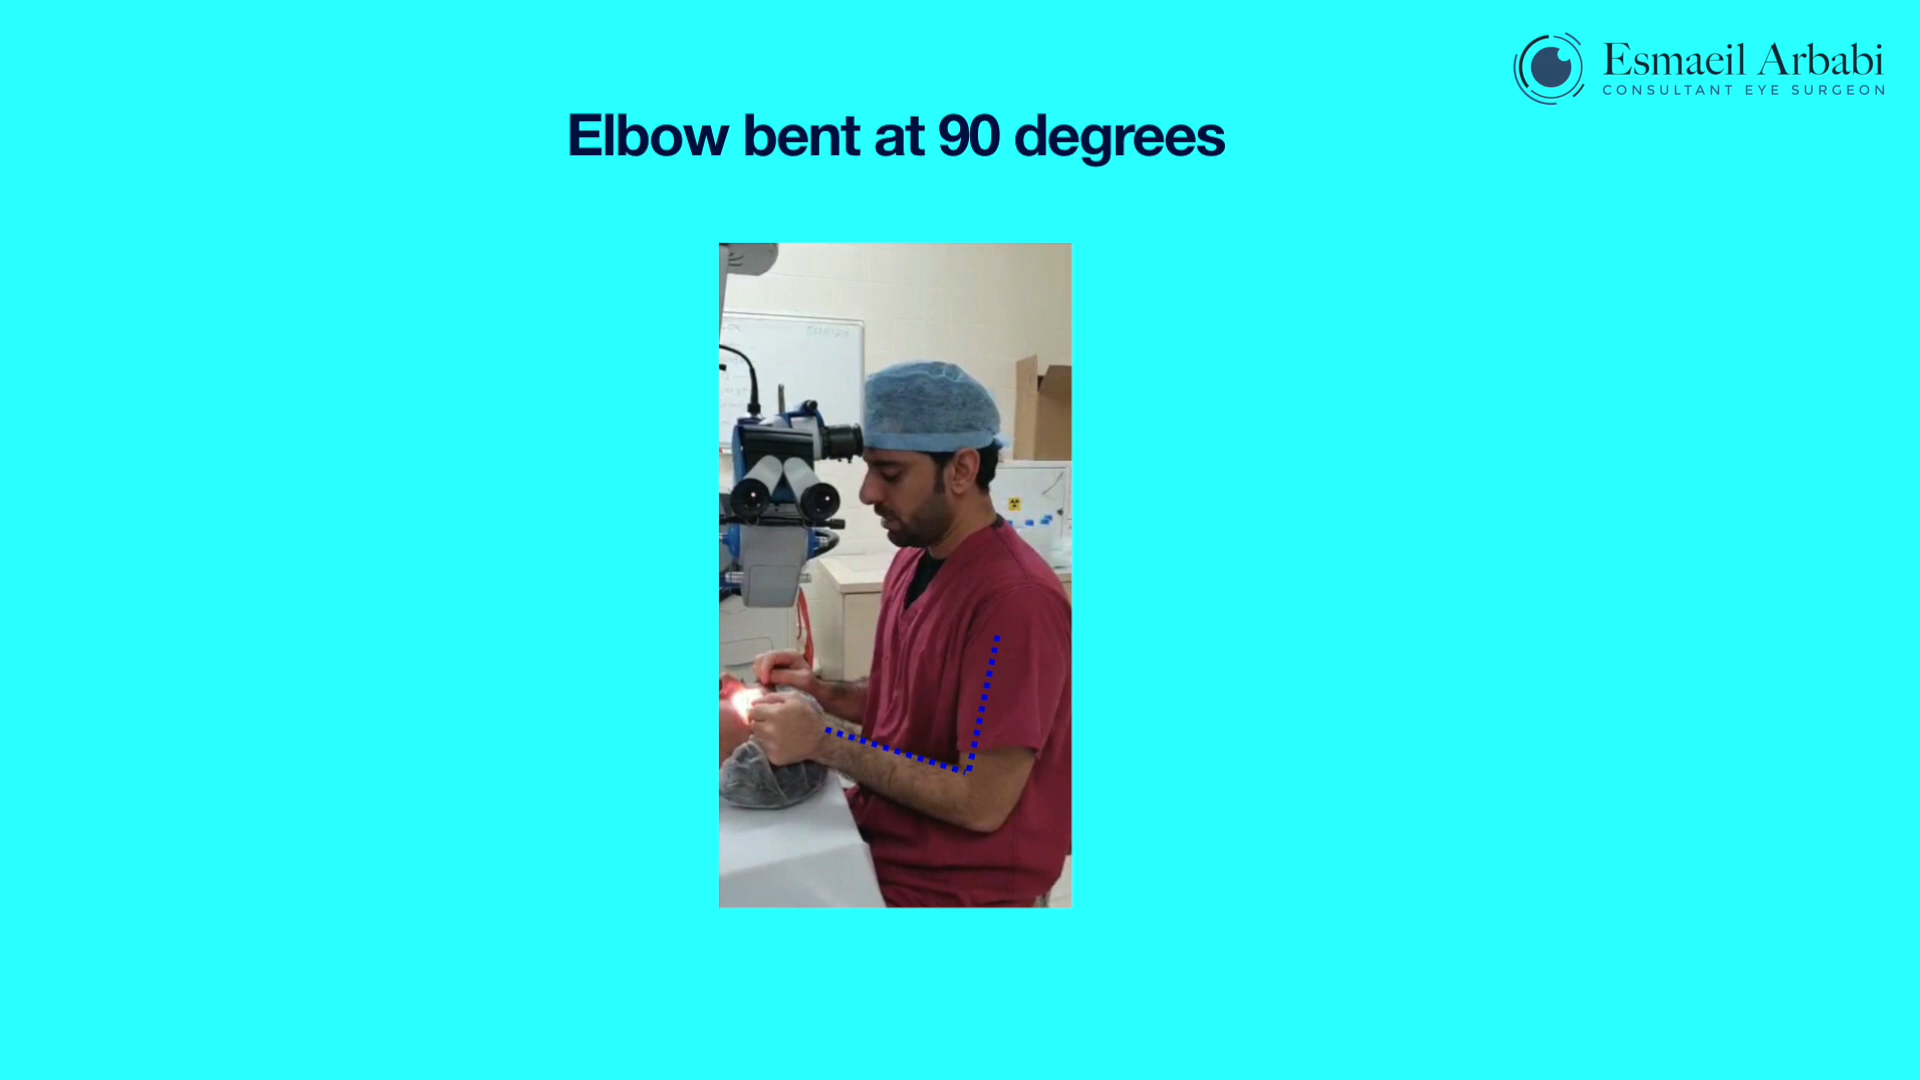 Esmaeil Arbabi
CONSULTANT EYE SURGEON
Elbow bent at 90 degrees